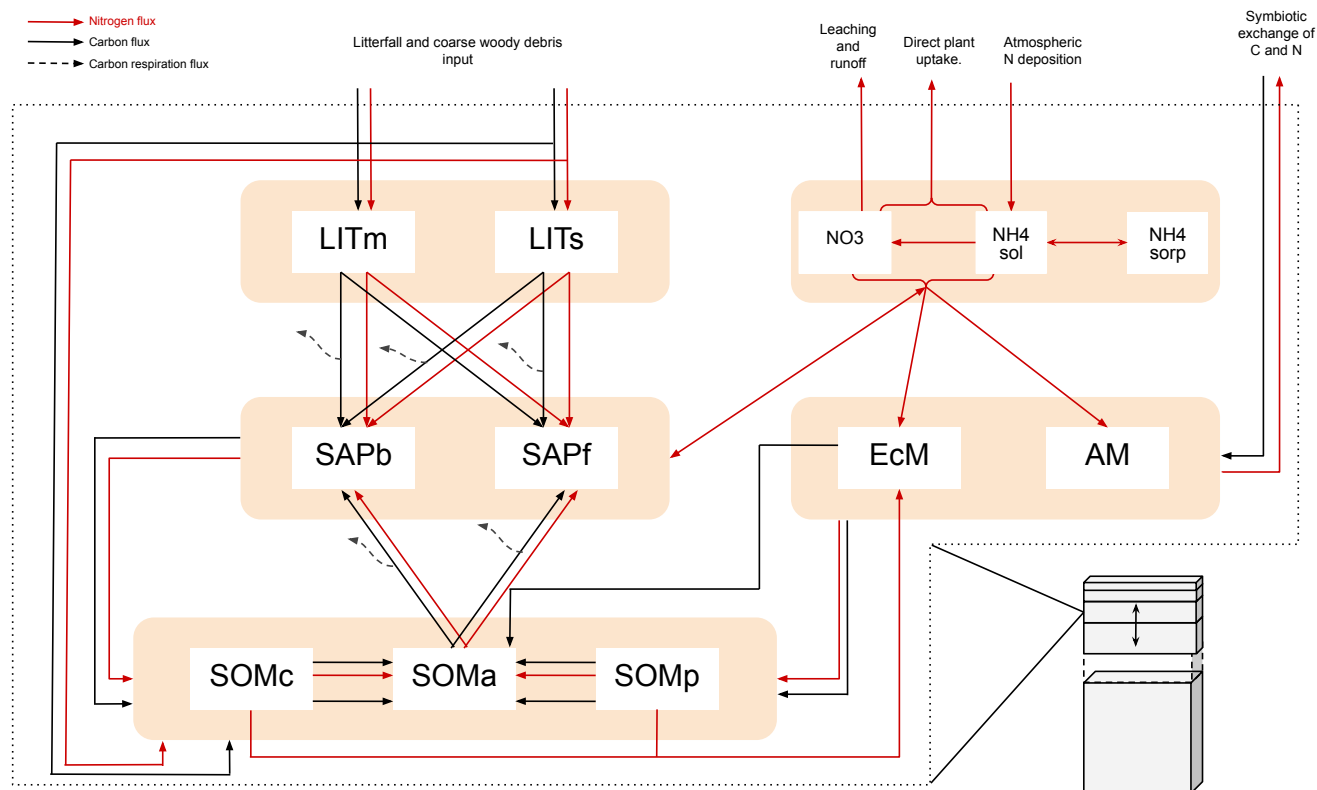 Nitrogen flux
Carbon flux
Carbon respiration flux
Litterfall and coarse woody debris
input
Leaching
and
runoff
Direct plant
uptake.
Atmospheric
N deposition
Symbiotic
exchange of
C and N
LITm
LITs
NO3
NH4
sol
NH4
sorp
SAPb
SAPf
EcM
AM
SOMc
SOMa
SOMp